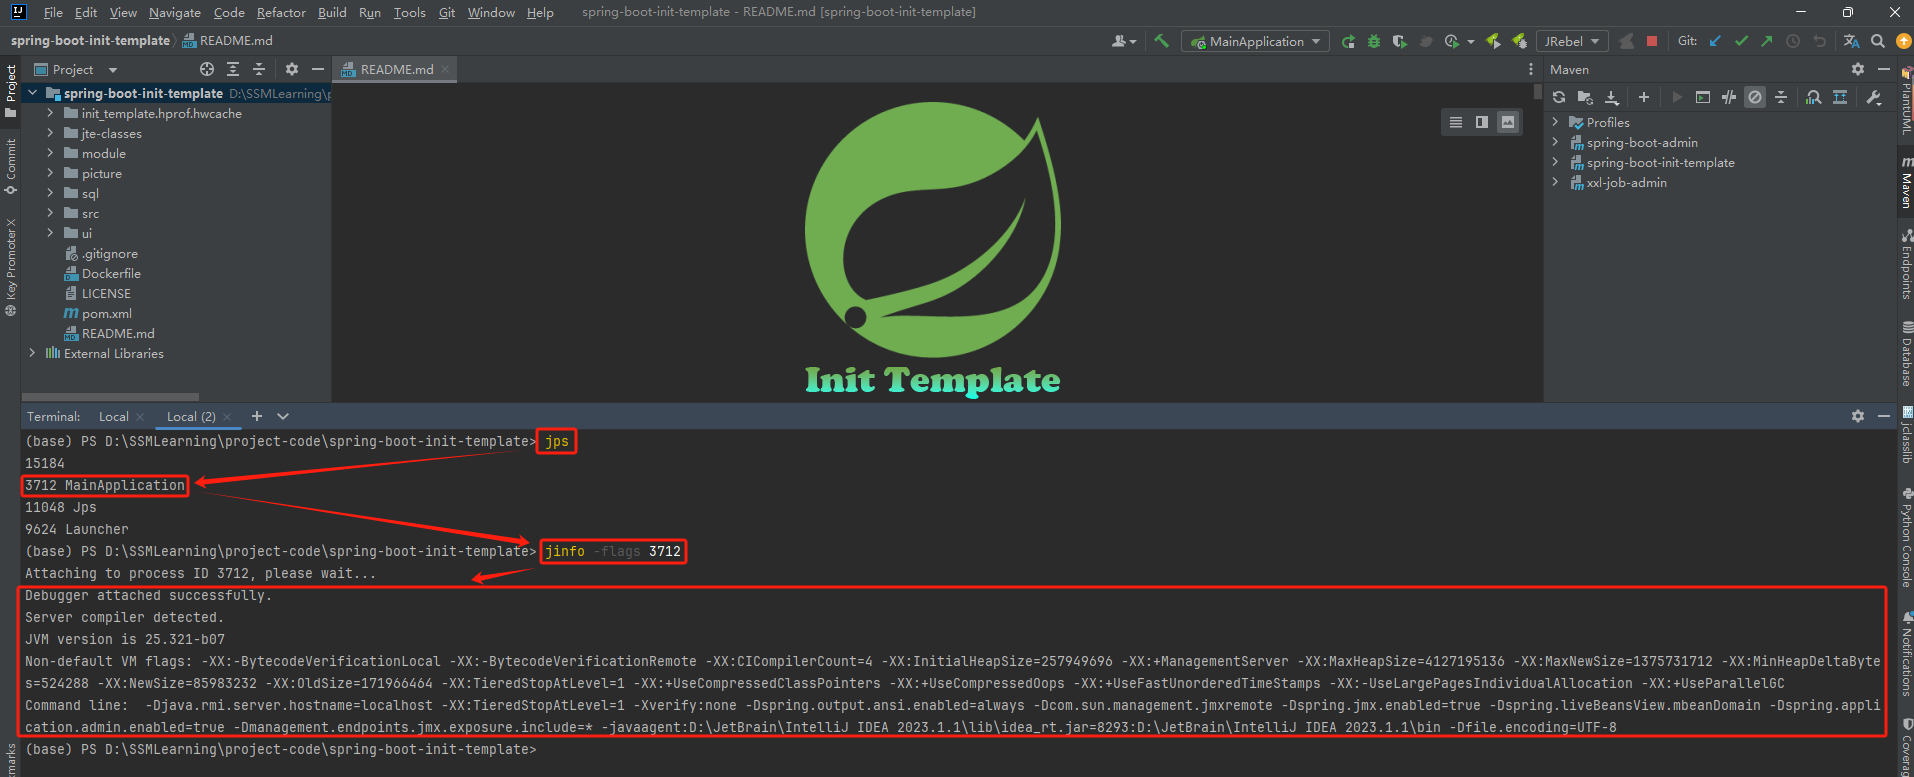 File Edit View Navigate Code Refactor Build Run Tools Git Window Help spring-boot-init-template - README.md [spring-boot-init-template]
spring-boot-init-template README.md MainApplication JRebel Git:
Project README.md Maven
spring-boot-init-template D:\SSMLearning\
init_template.hprof.hwcache
jte-classes
module
picture
sql
src
ui
.gitignore
Dockerfile
LICENSE
pom.xml
README.md
External Libraries
Init Template
Profiles
spring-boot-admin
spring-boot-init-template
xxl-job-admin
Project
Commit
Key Promoter X
PlantUML
Maven
Endpoints
Database
jclasslib
Python Console
Notifications
Terminal: Local Local (2)
(base) PS D:\SSMLearning\project-code\spring-boot-init-template> jps
15184
3712 MainApplication
11048 Jps
9624 Launcher
(base) PS D:\SSMLearning\project-code\spring-boot-init-template> jinfo -flags 3712
Attaching to process ID 3712, please wait...
Debugger attached successfully.
Server compiler detected.
JVM version is 25.321-b07
Non-default VM flags: -XX:-BytecodeVerificationLocal -XX:-BytecodeVerificationRemote -XX:CICompilerCount=4 -XX:InitialHeapSize=257949696 -XX:+ManagementServer -XX:MaxHeapSize=4127195136 -XX:MaxNewSize=1375731712 -XX:MinHeapDeltaByte
s=524288 -XX:NewSize=85983232 -XX:OldSize=171966464 -XX:TieredStopAtLevel=1 -XX:+UseCompressedClassPointers -XX:+UseCompressedOops -XX:+UseFastUnorderedTimeStamps -XX:-UseLargePagesIndividualAllocation -XX:+UseParallelGC
Command line:  -Djava.rmi.server.hostname=localhost -XX:TieredStopAtLevel=1 -Xverify:none -Dspring.output.ansi.enabled=always -Dcom.sun.management.jmxremote -Dspring.jmx.enabled=true -Dspring.liveBeansView.mbeanDomain -Dspring.appli
cation.admin.enabled=true -Dmanagement.endpoints.jmx.exposure.include=* -javaagent:D:\JetBrain\IntelliJ IDEA 2023.1.1\lib\idea_rt.jar=8293:D:\JetBrain\IntelliJ IDEA 2023.1.1\bin -Dfile.encoding=UTF-8
(base) PS D:\SSMLearning\project-code\spring-boot-init-template>